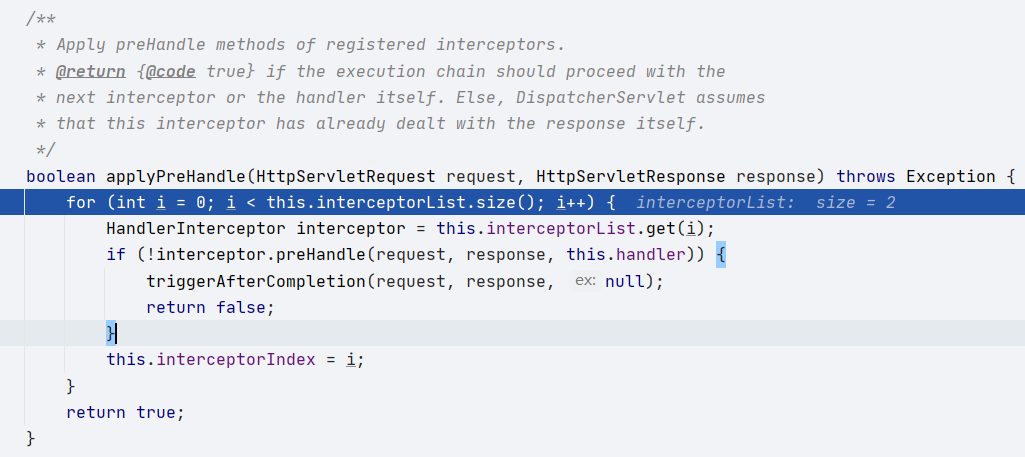 /**
 * Apply preHandle methods of registered interceptors.
 * @return {@code true} if the execution chain should proceed with the
 * next interceptor or the handler itself. Else, DispatcherServlet assumes
 * that this interceptor has already dealt with the response itself.
 */
boolean applyPreHandle(HttpServletRequest request, HttpServletResponse response) throws Exception {
    for (int i = 0; i < this.interceptorList.size(); i++) {  interceptorList:  size = 2
        HandlerInterceptor interceptor = this.interceptorList.get(i);
        if (!interceptor.preHandle(request, response, this.handler)) {
            triggerAfterCompletion(request, response, ex: null);
            return false;
        }
        this.interceptorIndex = i;
    }
    return true;
}